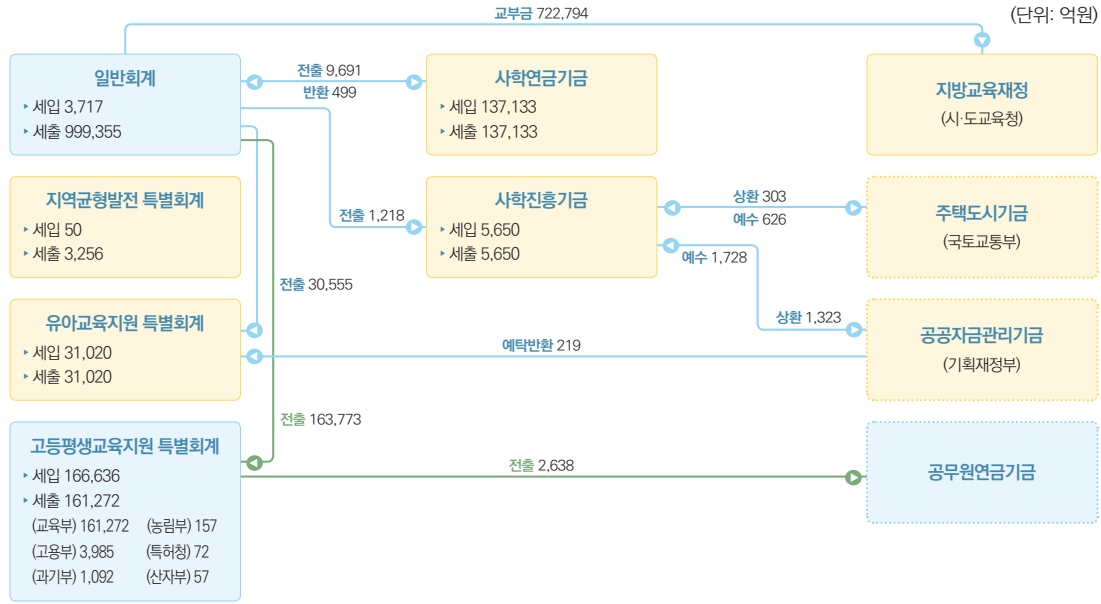 교부금 722,794
(단위: 억원)
일반회계
▸ 세입 3,717
▸ 세출 999,355
전출 9,691
반환 499
사학연금기금
▸ 세입 137,133
▸ 세출 137,133
지방교육재정
(시·도교육청)
지역균형발전 특별회계
▸ 세입 50
▸ 세출 3,256
전출 1,218
사학진흥기금
▸ 세입 5,650
▸ 세출 5,650
상환 303
예수 626
주택도시기금
(국토교통부)
예수 1,728
전출 30,555
유아교육지원 특별회계
▸ 세입 31,020
▸ 세출 31,020
상환 1,323
예탁반환 219
공공자금관리기금
(기획재정부)
전출 163,773
고등평생교육지원 특별회계
▸ 세입 166,636
▸ 세출 161,272
(교육부) 161,272 (농림부) 157
(고용부) 3,985 (특허청) 72
(과기부) 1,092 (산자부) 57
전출 2,638
공무원연금기금